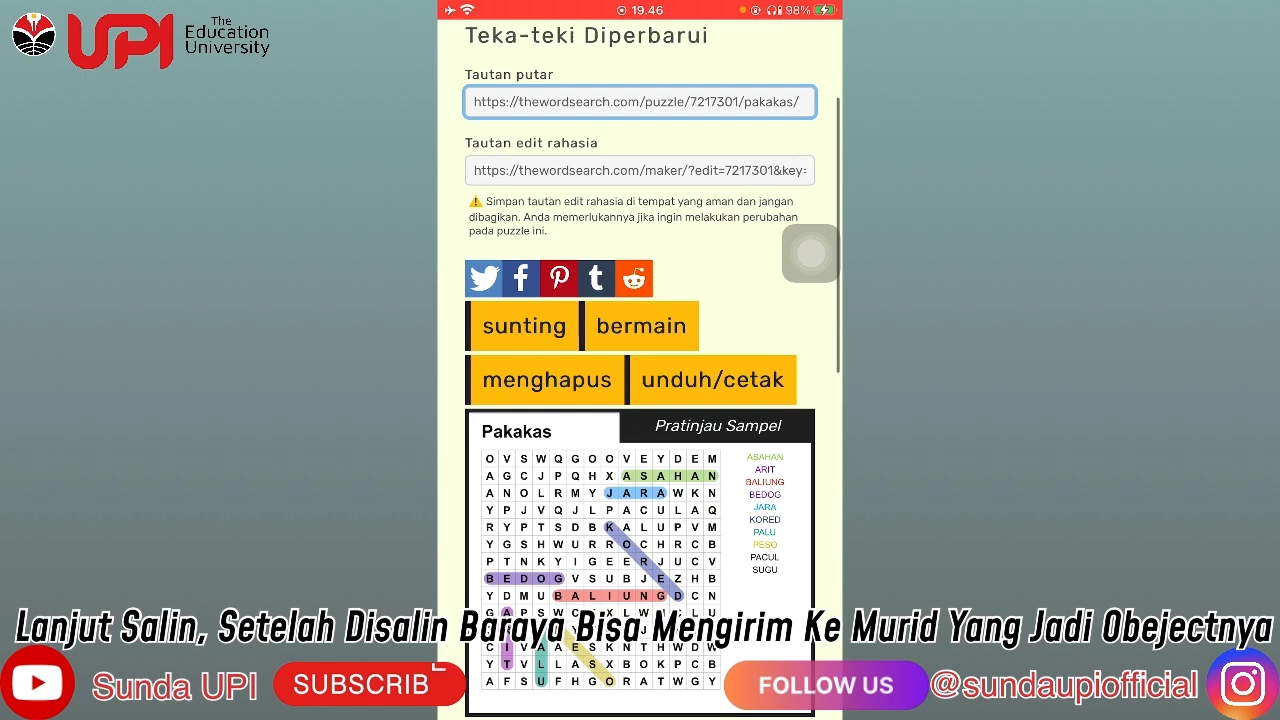 UPI
The
Education
University
19.46
98%
Teka-teki Diperbarui
Tautan putar
https://thewordsearch.com/puzzle/7217301/pakakas/
Tautan edit rahasia
https://thewordsearch.com/maker/?edit=7217301&key=
⚠️ Simpan tautan edit rahasia di tempat yang aman dan jangan
dibagikan. Anda memerlukannya jika ingin melakukan perubahan
pada puzzle ini.
sunting
bermain
menghapus
unduh/cetak
Pakakas
Pratinjau Sampel
O V S W Q G O O V E Y D E M
A G C J P Q H X A S A H A N
A N O L R M Y J A R A W K N
Y P J V Q J L P A C U L A Q
R Y P T S D B K A L U P V M
Y G S H W U R R O C H R C B
P T N K Y I G E E R J U C V
B E D O G V S U B J E Z H B
Y D M U B A L I U N G D C N
Y T V L L A S X B O K P C B
A F S U F H G O R A T W G Y
ASAHAN
ARIT
BALIUNG
BEDOG
JARA
KORED
PALU
PESO
PACUL
SUGU
Lanjut Salin, Setelah Disalin Baraya Bisa Mengirim Ke Murid Yang Jadi Obejectnya
Sunda UPI
SUBSCRIB
FOLLOW US
@sundaupiofficial